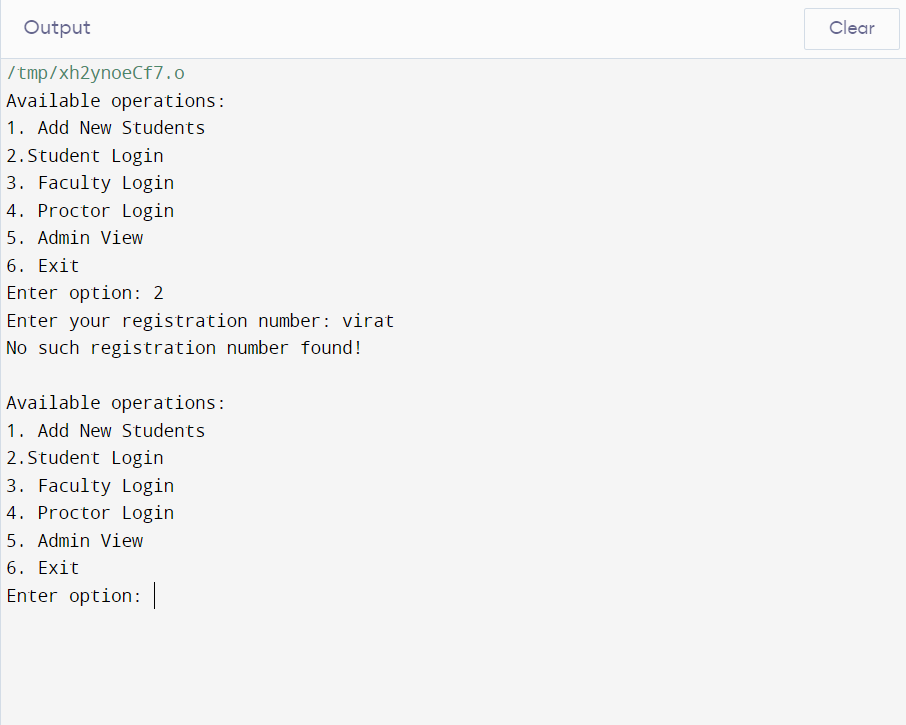 Output
Clear
/tmp/xh2ynoeCf7.o
Available operations:
1. Add New Students
2.Student Login
3. Faculty Login
4. Proctor Login
5. Admin View
6. Exit
Enter option: 2
Enter your registration number: virat
No such registration number found!
Available operations:
1. Add New Students
2.Student Login
3. Faculty Login
4. Proctor Login
5. Admin View
6. Exit
Enter option: